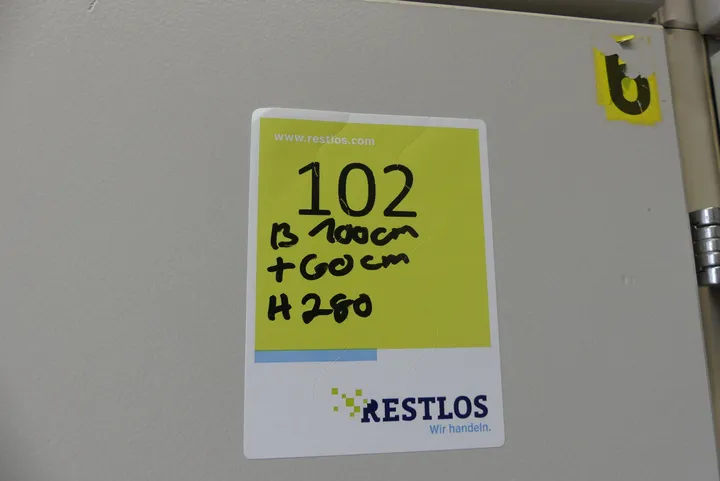 www.restlos.com
102
B 100cm
+60cm
H 280
RESTLOS
Wir handeln.